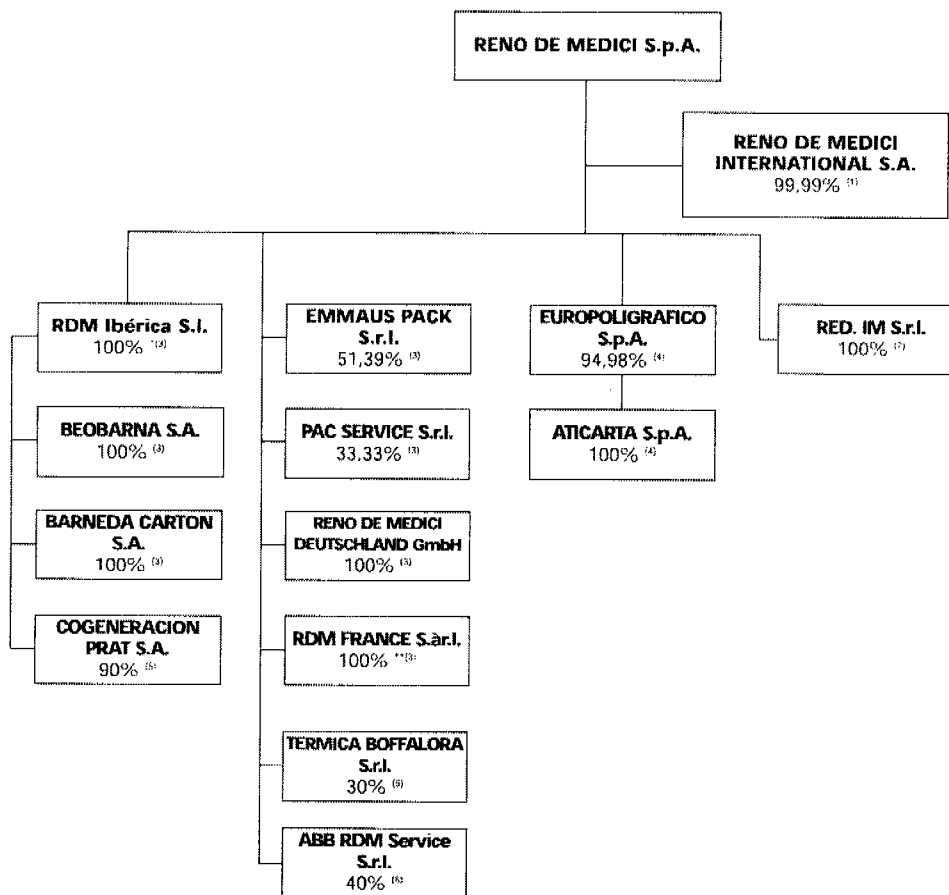 RENO DE MEDICI S.p.A.
RENO DE MEDICI
INTERNATIONAL S.A.
99,99% (1)
RDM Ibérica S.l.
100% *(3)
BEOBARNA S.A.
100% (3)
BARNEDA CARTON
S.A.
100% (3)
COGENERACION
PRAT S.A.
90% (5)
EMMAUS PACK
S.r.l.
51,39% (3)
PAC SERVICE S.r.l.
33,33% (3)
RENO DE MEDICI
DEUTSCHLAND GmbH
100% (3)
RDM FRANCE S.àr.l.
100% **(3)
TERMICA BOFFALORA
S.r.l.
30% (5)
ABB RDM Service
S.r.l.
40% (6)
EUROPOLIGRAFICO
S.p.A.
94,98% (4)
ATICARTA S.p.A.
100% (4)
RED. IM S.r.l.
100% (2)